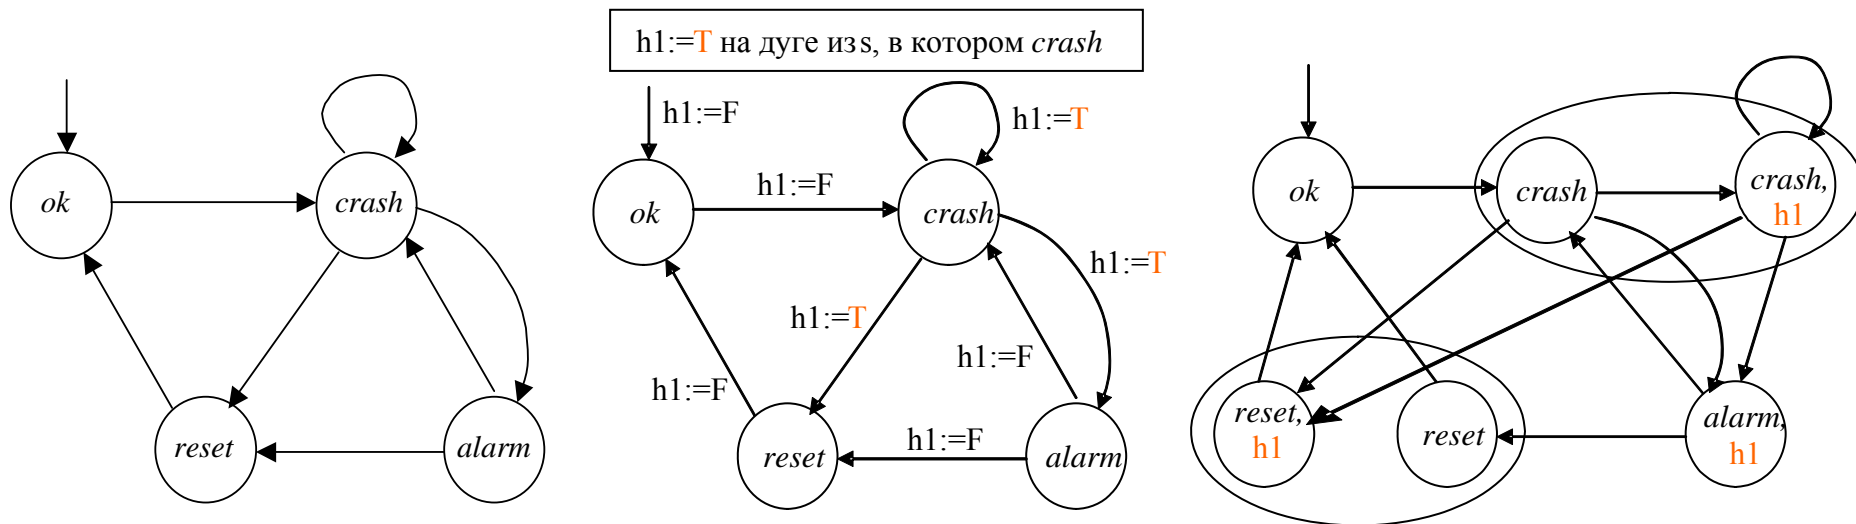 h1:=T на дуге из s, в котором crash
ok
crash
reset
alarm
h1:=F
h1:=T
h1:=F
ok
crash
h1:=T
h1:=T
h1:=F
h1:=F
h1:=F
reset
alarm
ok
crash
crash,
h1
reset,
h1
reset
alarm,
h1